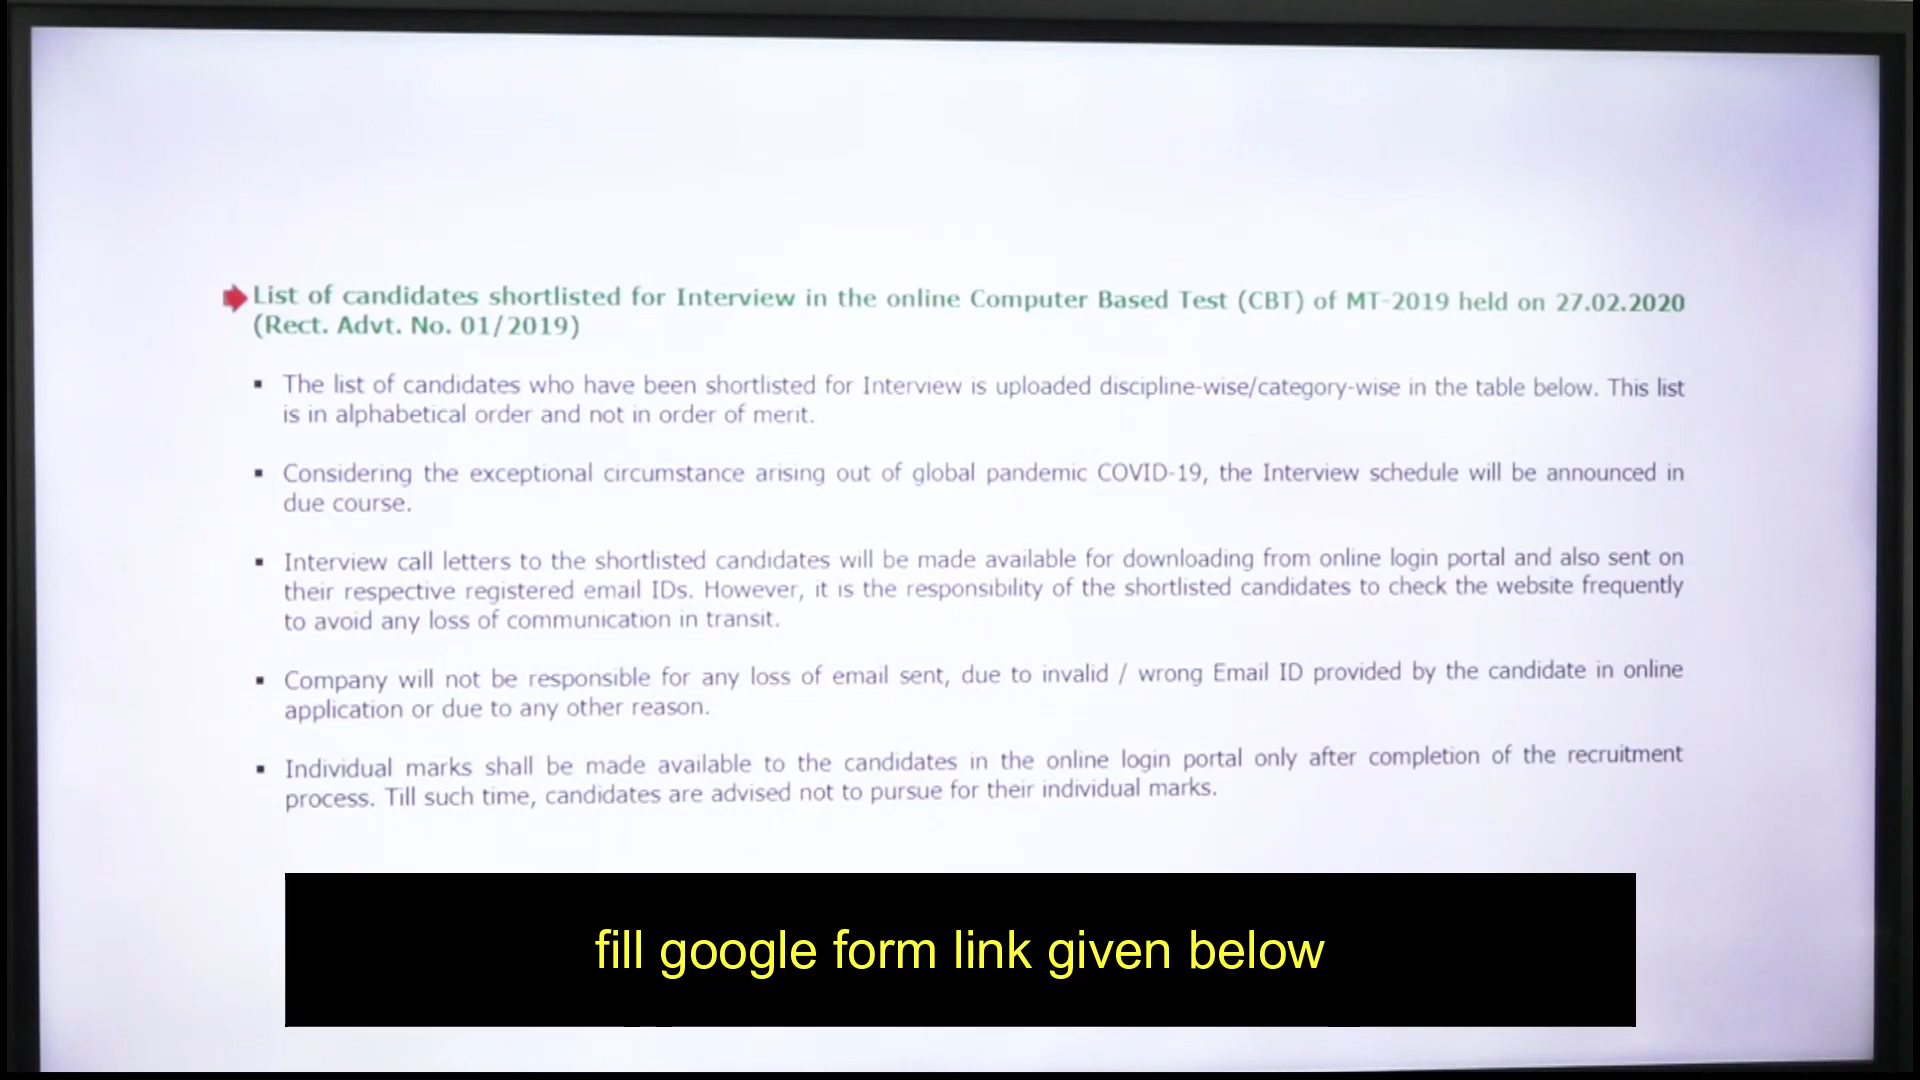 List of candidates shortlisted for Interview in the online Computer Based Test (CBT) of MT-2019 held on 27.02.2020
(Rect. Advt. No. 01/2019)
▪ The list of candidates who have been shortlisted for Interview is uploaded discipline-wise/category-wise in the table below. This list
is in alphabetical order and not in order of merit.
▪ Considering the exceptional circumstance arising out of global pandemic COVID-19, the Interview schedule will be announced in
due course.
▪ Interview call letters to the shortlisted candidates will be made available for downloading from online login portal and also sent on
their respective registered email IDs. However, it is the responsibility of the shortlisted candidates to check the website frequently
to avoid any loss of communication in transit.
▪ Company will not be responsible for any loss of email sent, due to invalid / wrong Email ID provided by the candidate in online
application or due to any other reason.
▪ Individual marks shall be made available to the candidates in the online login portal only after completion of the recruitment
process. Till such time, candidates are advised not to pursue for their individual marks.
fill google form link given below